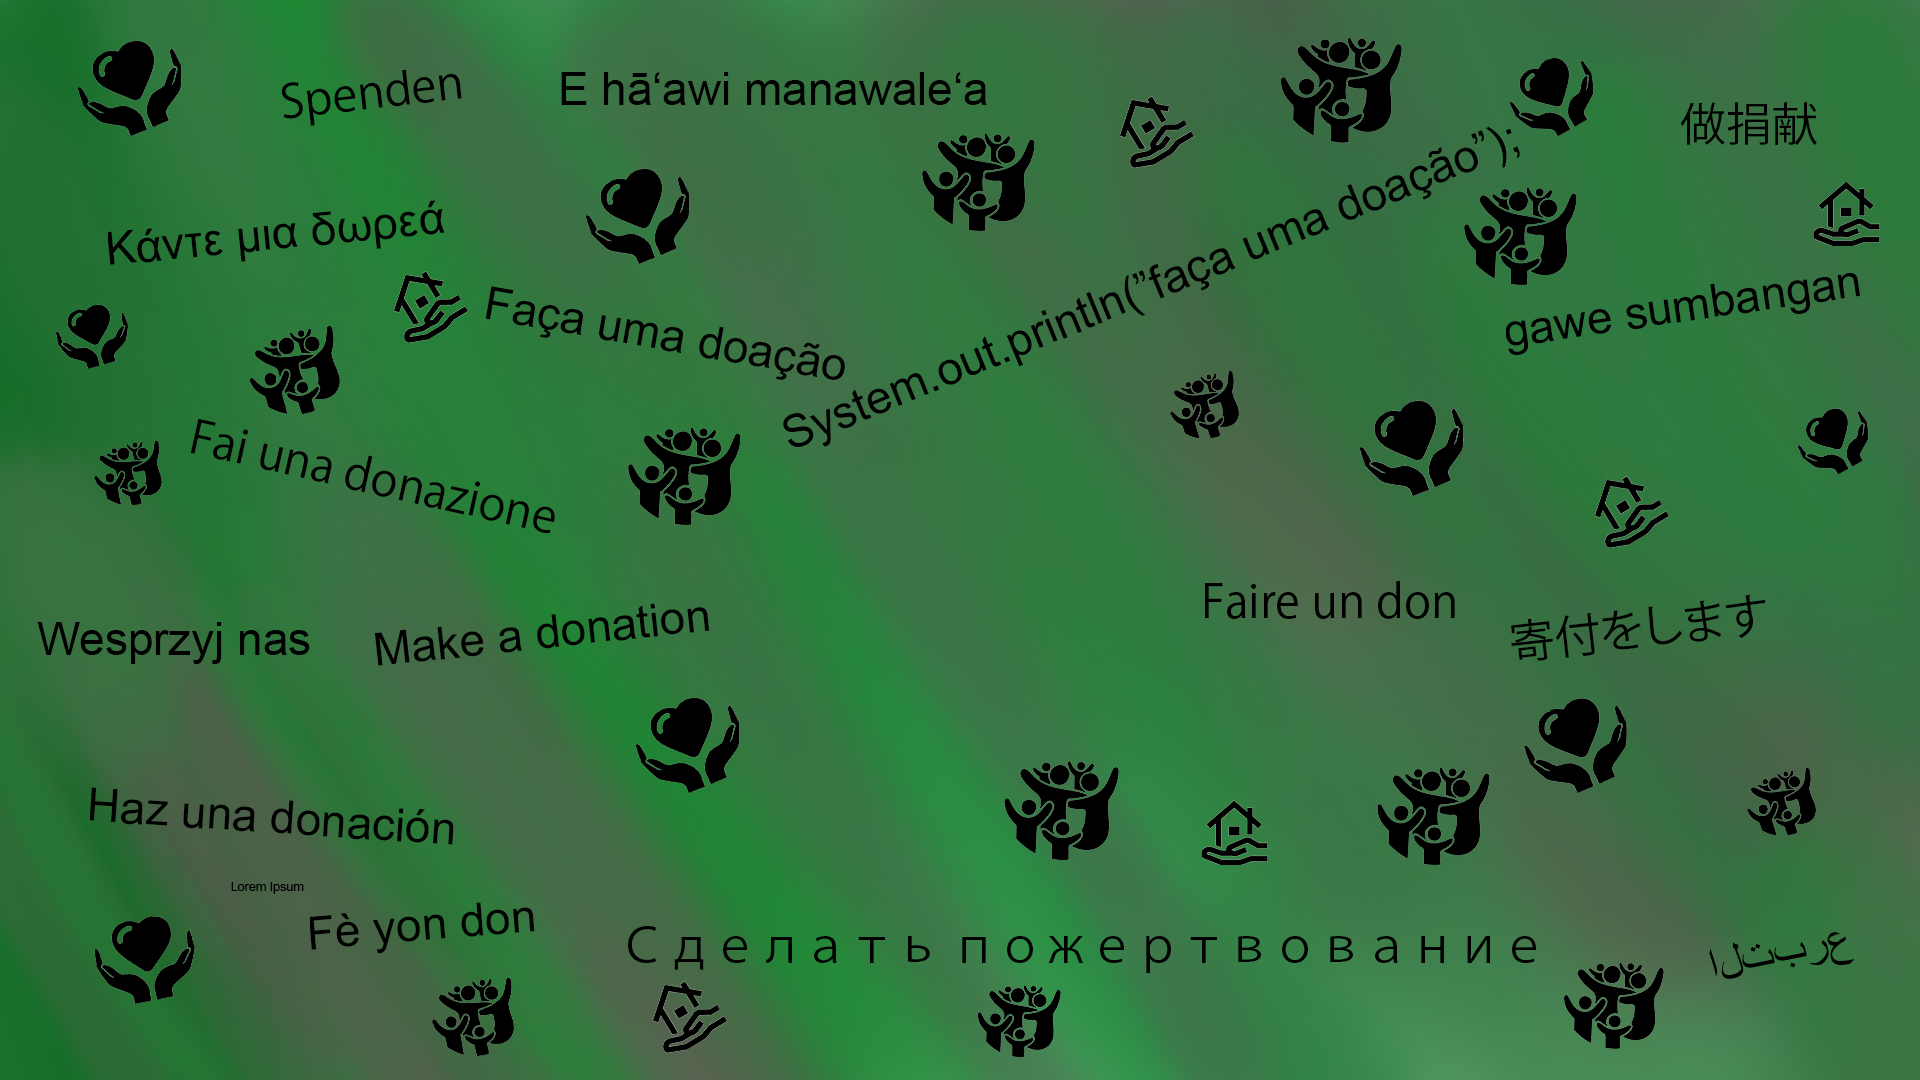 Spenden
E hāʻawi manawaleʻa
做捐献
Κάντε μια δωρεά
System.out.println(”faça uma doação”);
Faça uma doação
gawe sumbangan
Fai una donazione
Faire un don
寄付をします
Wesprzyj nas
Make a donation
Haz una donación
Lorem Ipsum
Fè yon don
Сделать пожертвование
التبرع